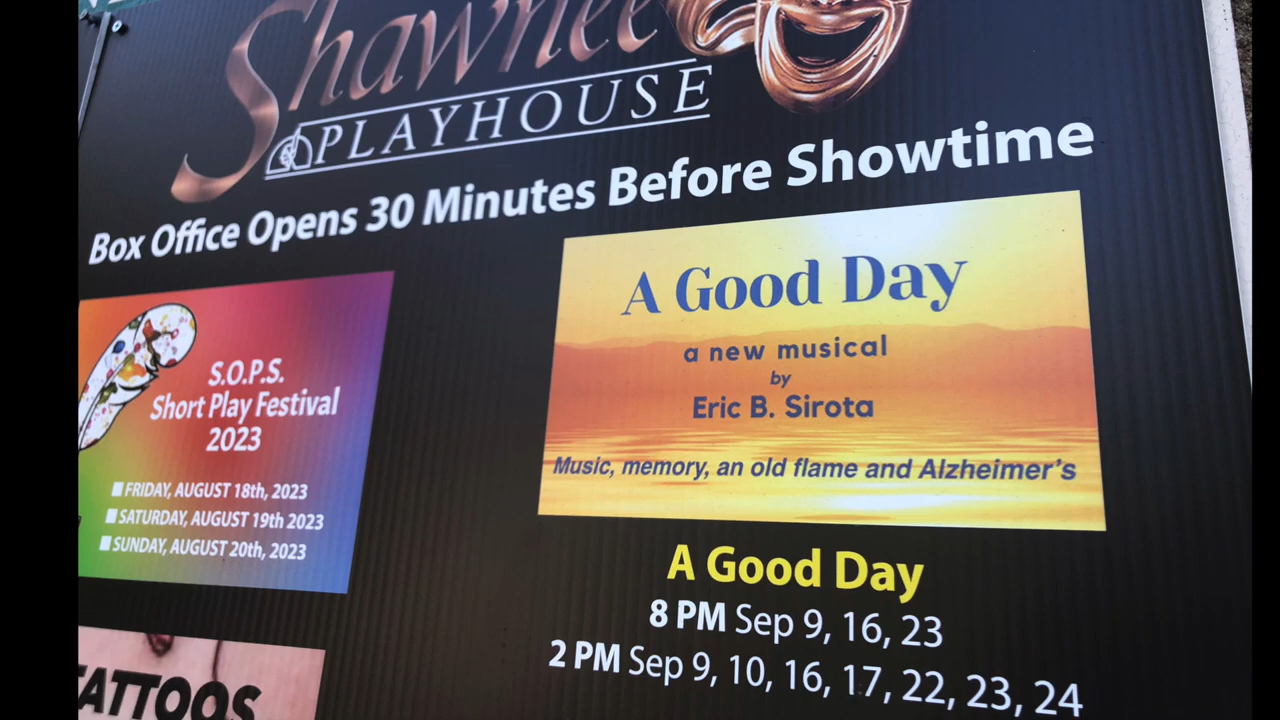 Shawnee
PLAYHOUSE
Box Office Opens 30 Minutes Before Showtime
S.O.P.S.
Short Play Festival
2023
FRIDAY, AUGUST 18th, 2023
SATURDAY, AUGUST 19th 2023
SUNDAY, AUGUST 20th, 2023
A Good Day
a new musical
by
Eric B. Sirota
Music, memory, an old flame and Alzheimer's
A Good Day
8 PM Sep 9, 16, 23
2 PM Sep 9, 10, 16, 17, 22, 23, 24
TATTOOS